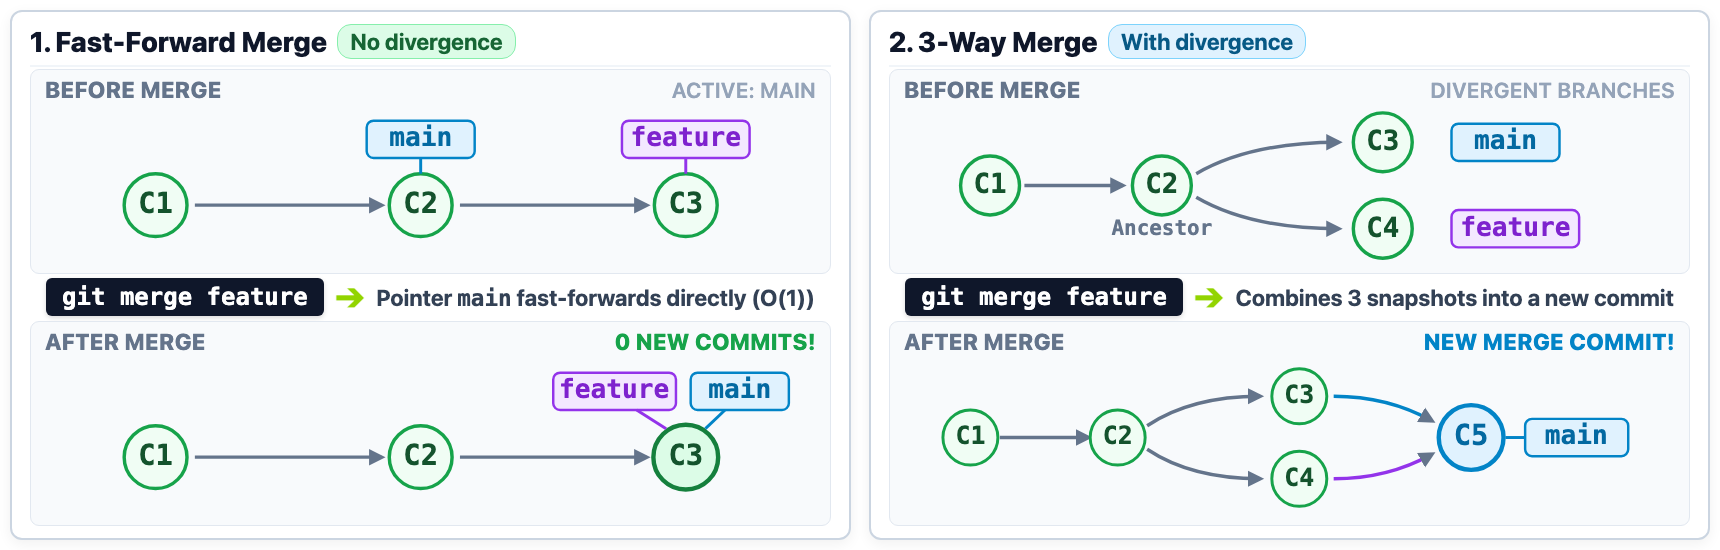 1. Fast-Forward Merge No divergence
BEFORE MERGE ACTIVE: MAIN
main feature
C1 C2 C3
git merge feature ➔ Pointer main fast-forwards directly (O(1))
AFTER MERGE 0 NEW COMMITS!
feature main
C1 C2 C3
2. 3-Way Merge With divergence
BEFORE MERGE DIVERGENT BRANCHES
C3 main
C1 C2
Ancestor
C4 feature
git merge feature ➔ Combines 3 snapshots into a new commit
AFTER MERGE NEW MERGE COMMIT!
C3
C1 C2 C5 main
C4